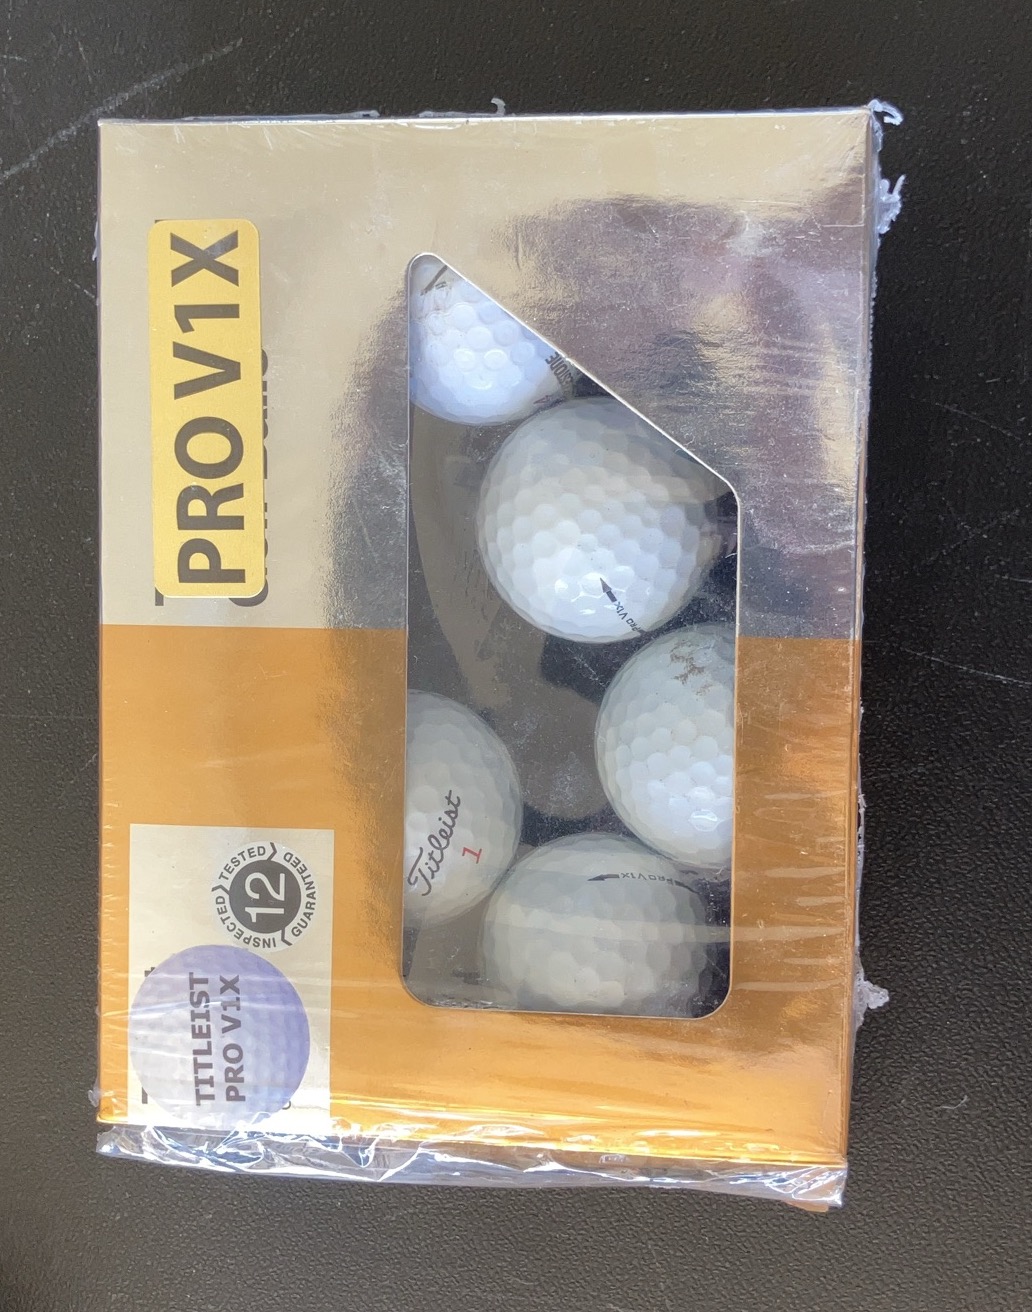 PRO V1X
PRO V1X
Titleist
1
PRO V1X
INSPECTED
TESTED
GUARANTEED
12
TITLEIST
PRO V1X